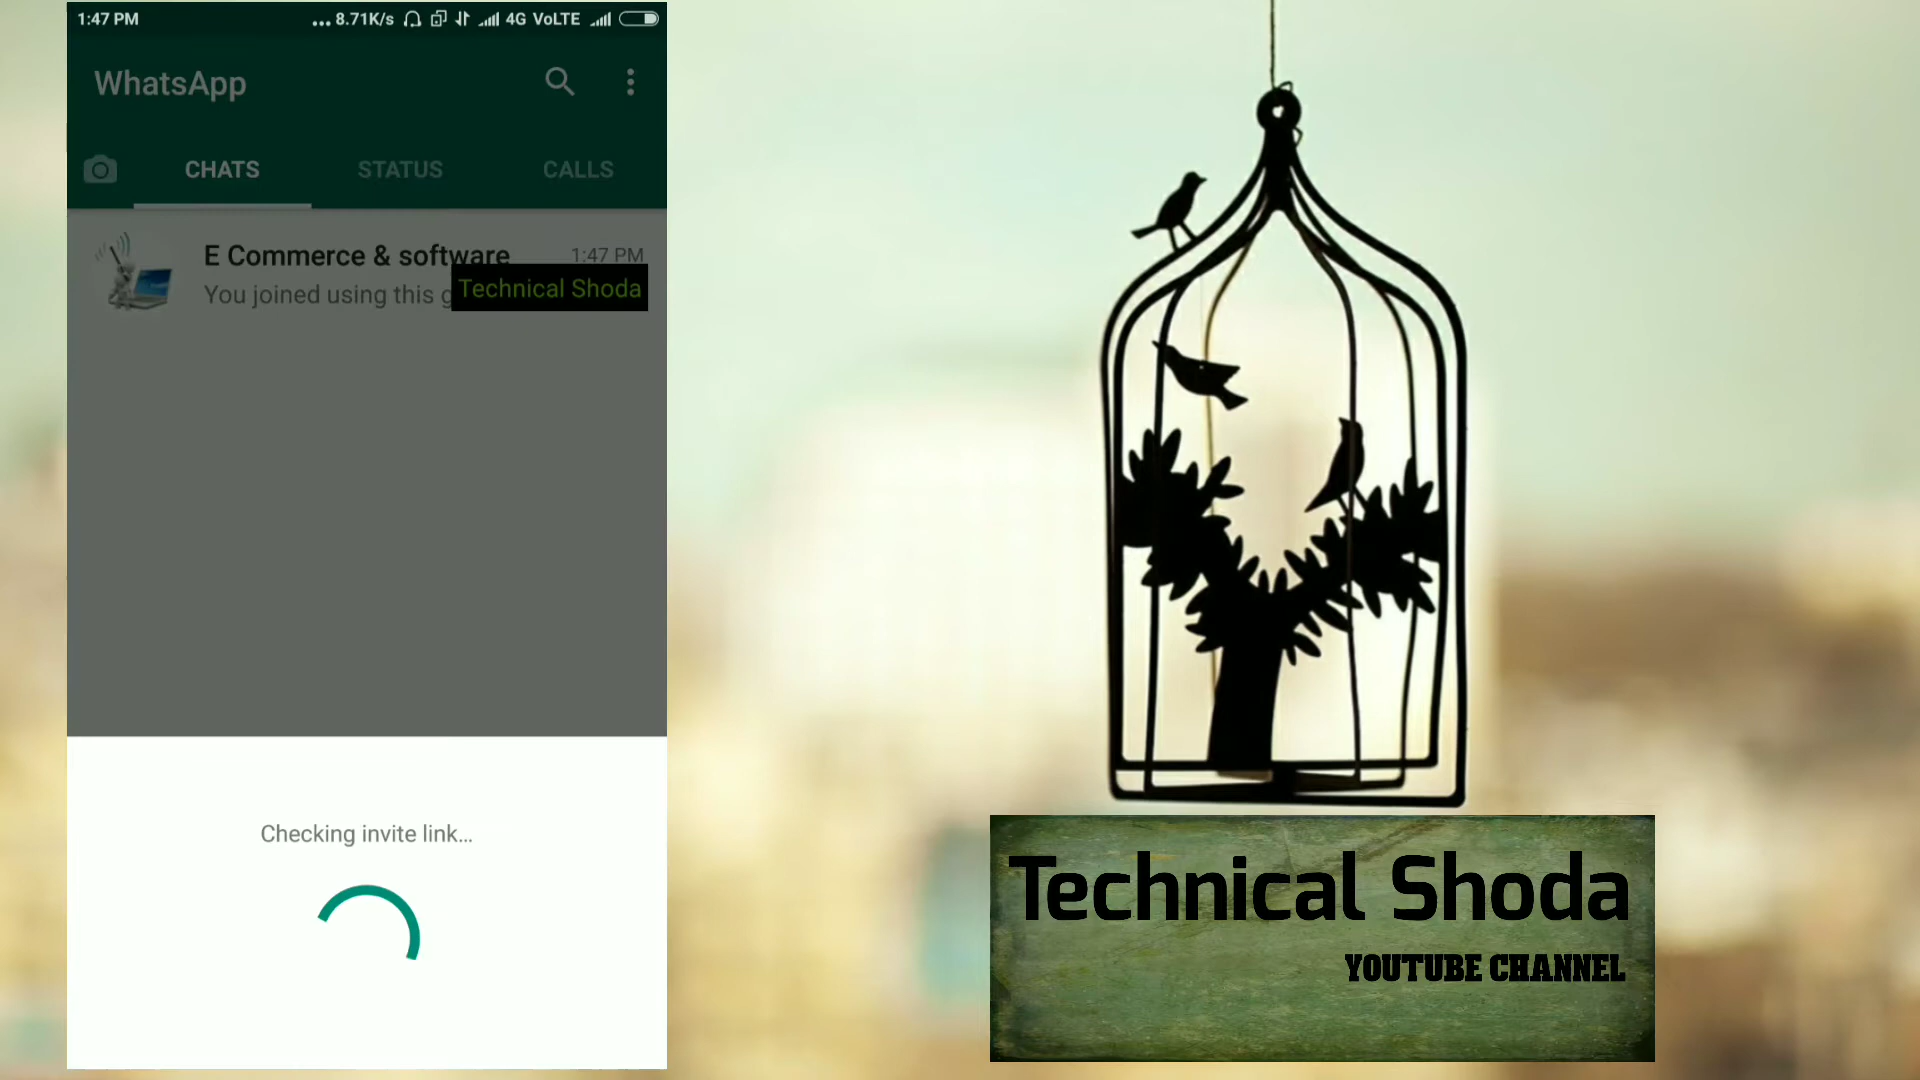 1:47 PM
... 8.71K/s 4G VoLTE
WhatsApp
CHATS STATUS CALLS
E Commerce & software 1:47 PM
You joined using this g
Technical Shoda
Checking invite link...
Technical Shoda
YOUTUBE CHANNEL